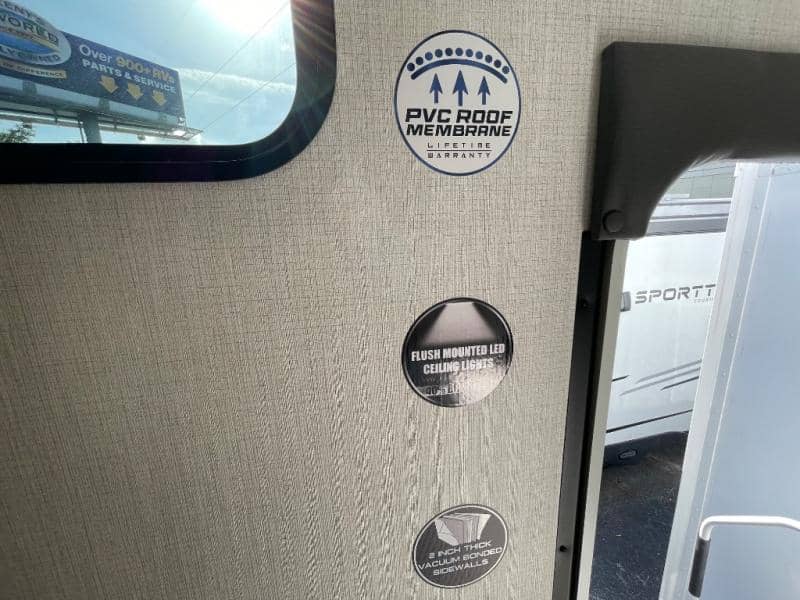 WORLD
Over 900+ RVs
PARTS & SERVICE
PVC ROOF
MEMBRANE
LIFETIME
WARRANTY
SPORTT
FLUSH MOUNTED LED
CEILING LIGHTS
2 INCH THICK
VACUUM BONDED
SIDEWALLS